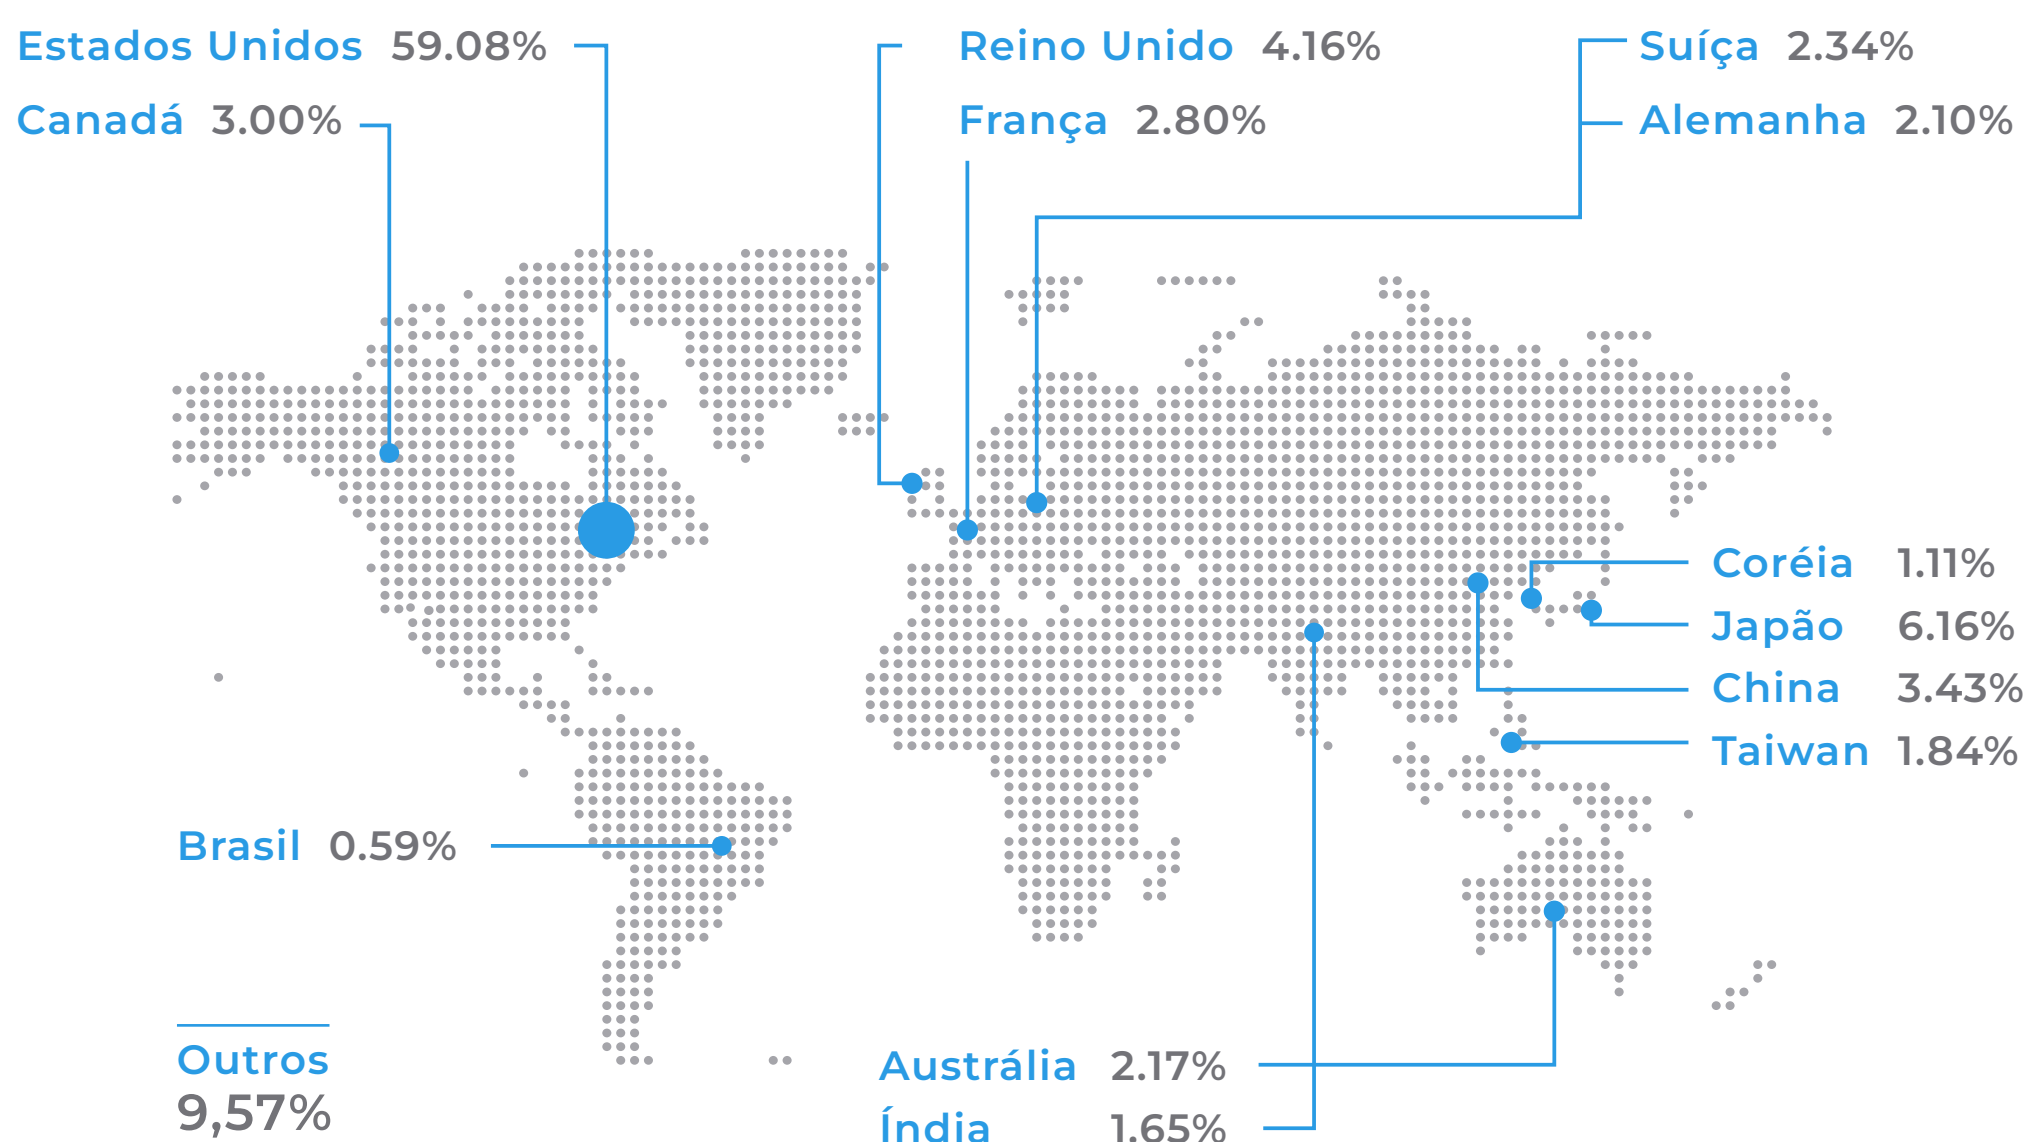 Estados Unidos 59.08%
Canadá 3.00%
Reino Unido 4.16%
França 2.80%
Suíça 2.34%
Alemanha 2.10%
Coréia 1.11%
Japão 6.16%
China 3.43%
Taiwan 1.84%
Brasil 0.59%
Outros
9,57%
Austrália 2.17%
Índia 1.65%